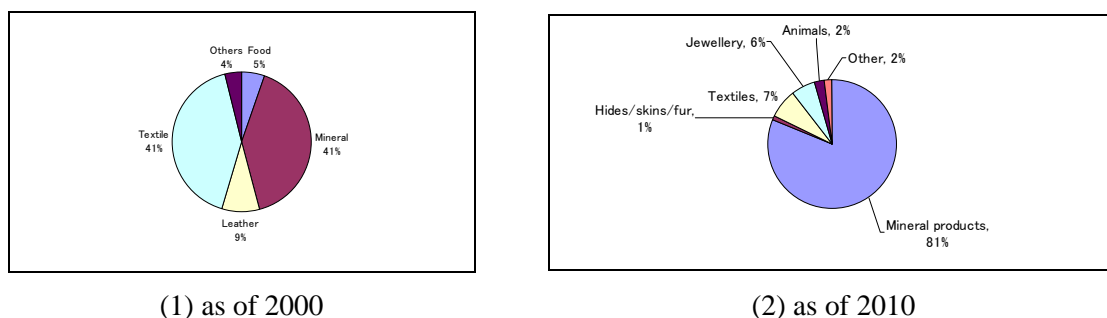 Others Food
4% 5%
Textile
41%
Mineral
41%
Leather
9%
(1) as of 2000
Animals, 2%
Jewellery, 6%
Other, 2%
Textiles, 7%
Hides/skins/fur,
1%
Mineral products,
81%
(2) as of 2010